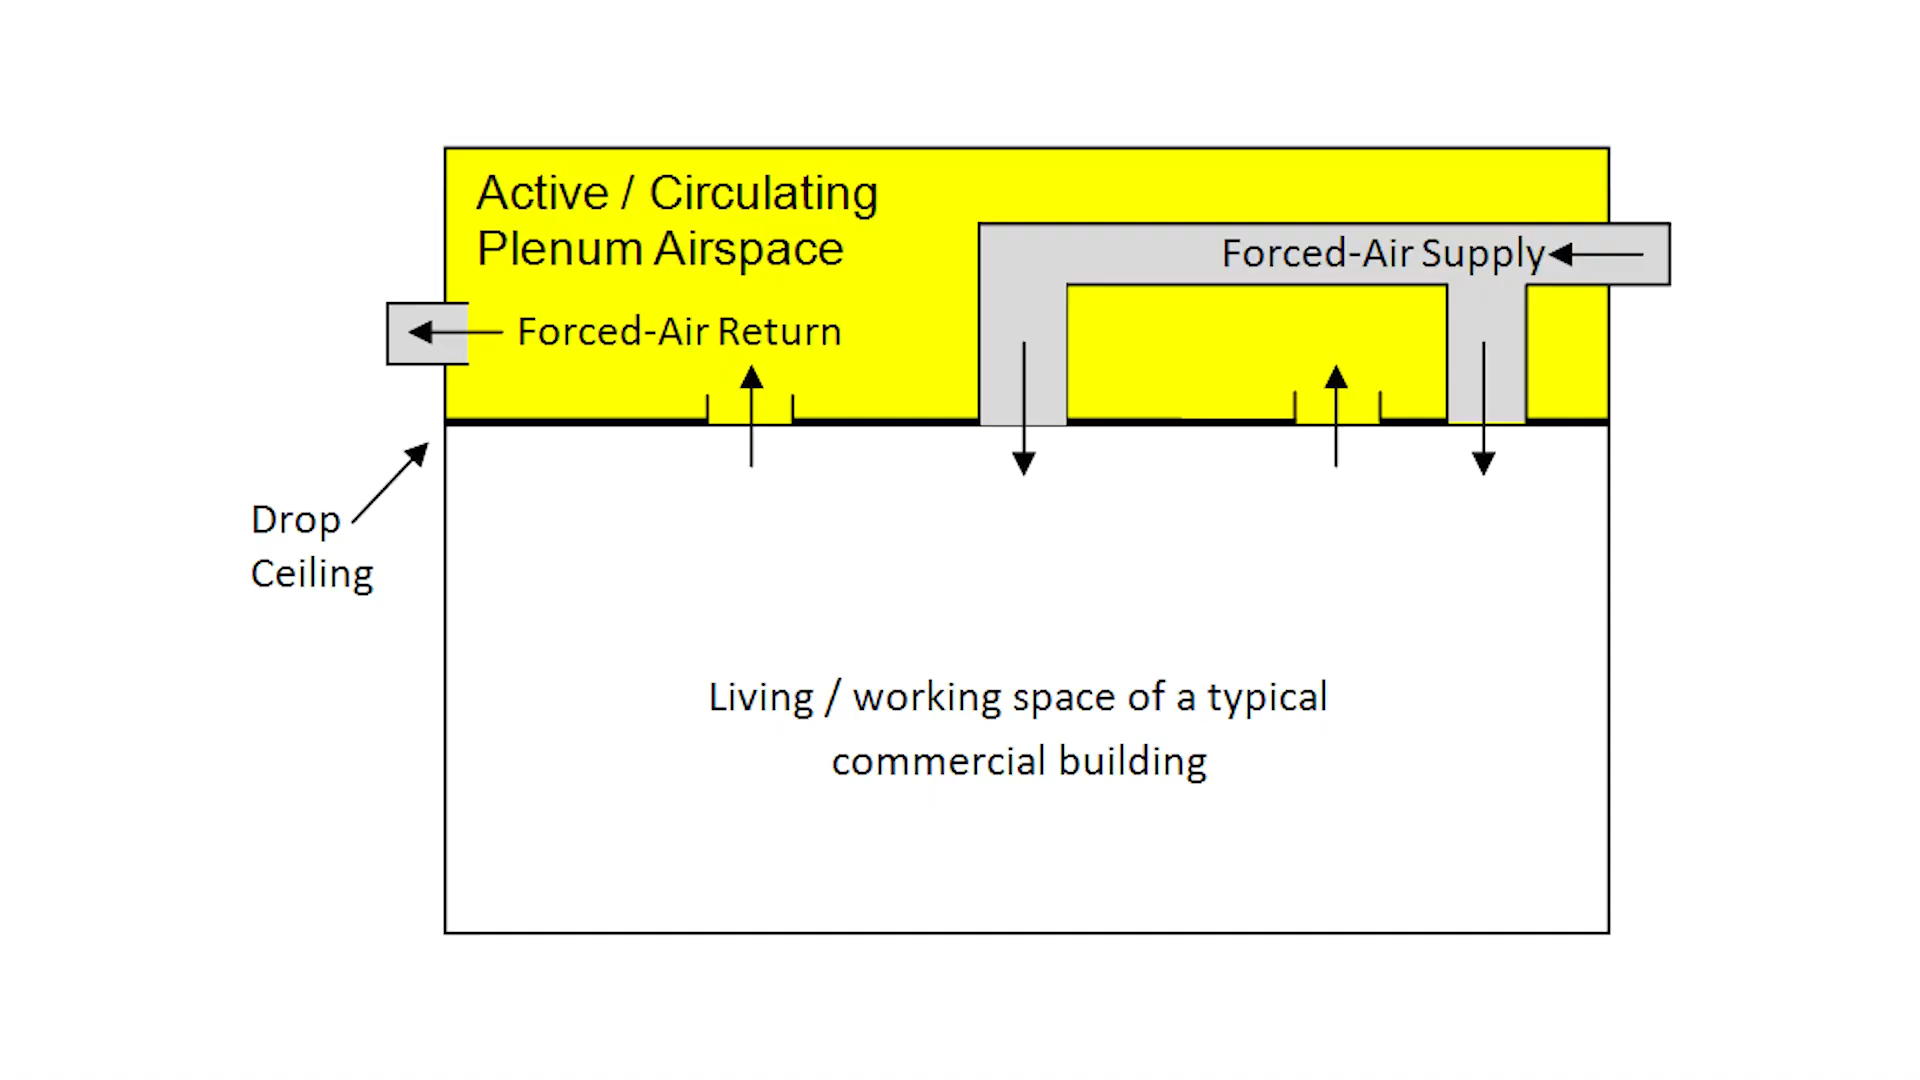 Active / Circulating
Plenum Airspace
Forced-Air Supply
Forced-Air Return
Drop
Ceiling
Living / working space of a typical
commercial building